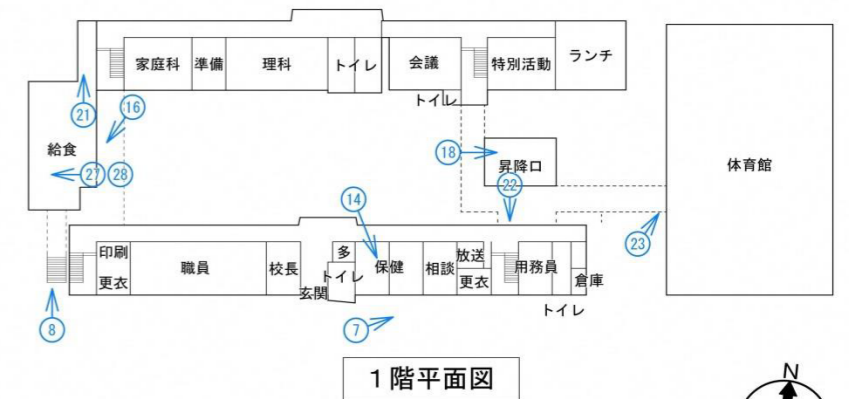 家庭科 準備 理科 トイレ 会議 特別活動 ランチ
トイレ
21 16
給食
27 28
18
昇降口
22
体育館
23
14
印刷
更衣
職員
校長
玄関
多
トイレ
保健
相談
放送
更衣
用務員
倉庫
トイレ
8
7
1階平面図
N